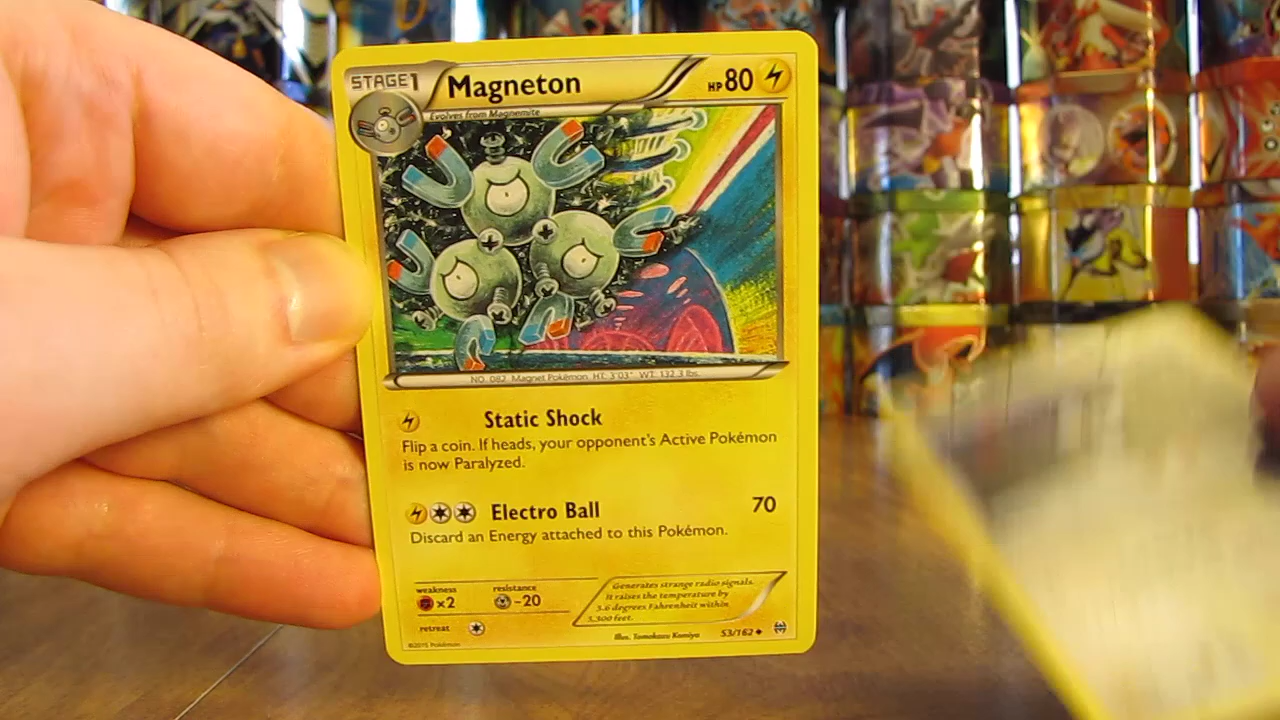 STAGE1
Magneton
HP80
Evolves from Magnemite
NO. 082 Magnet Pokémon HT: 3'03" WT: 132.3 lbs.
Static Shock
Flip a coin. If heads, your opponent's Active Pokémon
is now Paralyzed.
Electro Ball 70
Discard an Energy attached to this Pokémon.
weakness resistance
×2 -20
retreat
Generates strange radio signals.
It raises the temperature by
3.6 degrees Fahrenheit within
3,300 feet.
Illus. Tomokazu Komiya 53/162
©2015 Pokémon